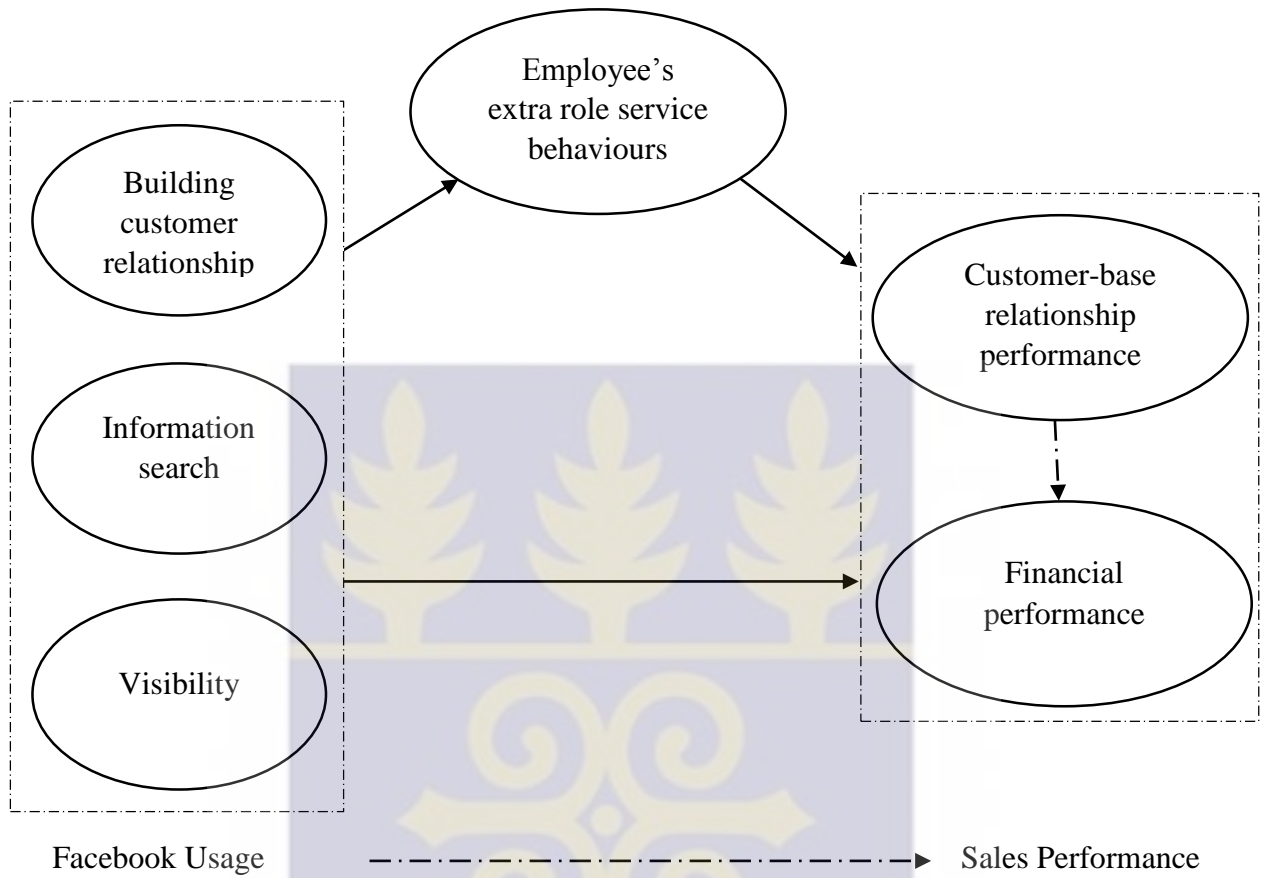 Employee’s
extra role service
behaviours
Building
customer
relationship
Information
search
Visibility
Customer-base
relationship
performance
Financial
performance
Facebook Usage
Sales Performance